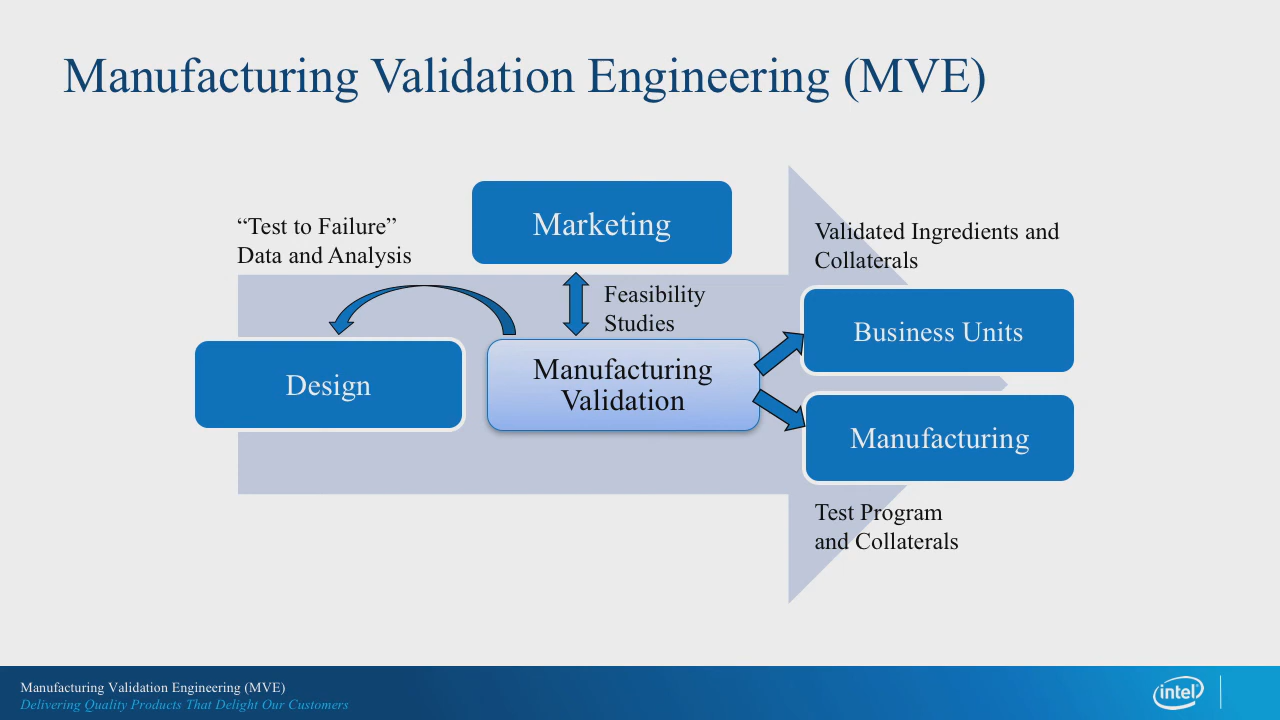 Manufacturing Validation Engineering (MVE)
Marketing
“Test to Failure”
Data and Analysis
Validated Ingredients and
Collaterals
Feasibility
Studies
Business Units
Design
Manufacturing
Validation
Manufacturing
Test Program
and Collaterals
Manufacturing Validation Engineering (MVE)
Delivering Quality Products That Delight Our Customers
intel